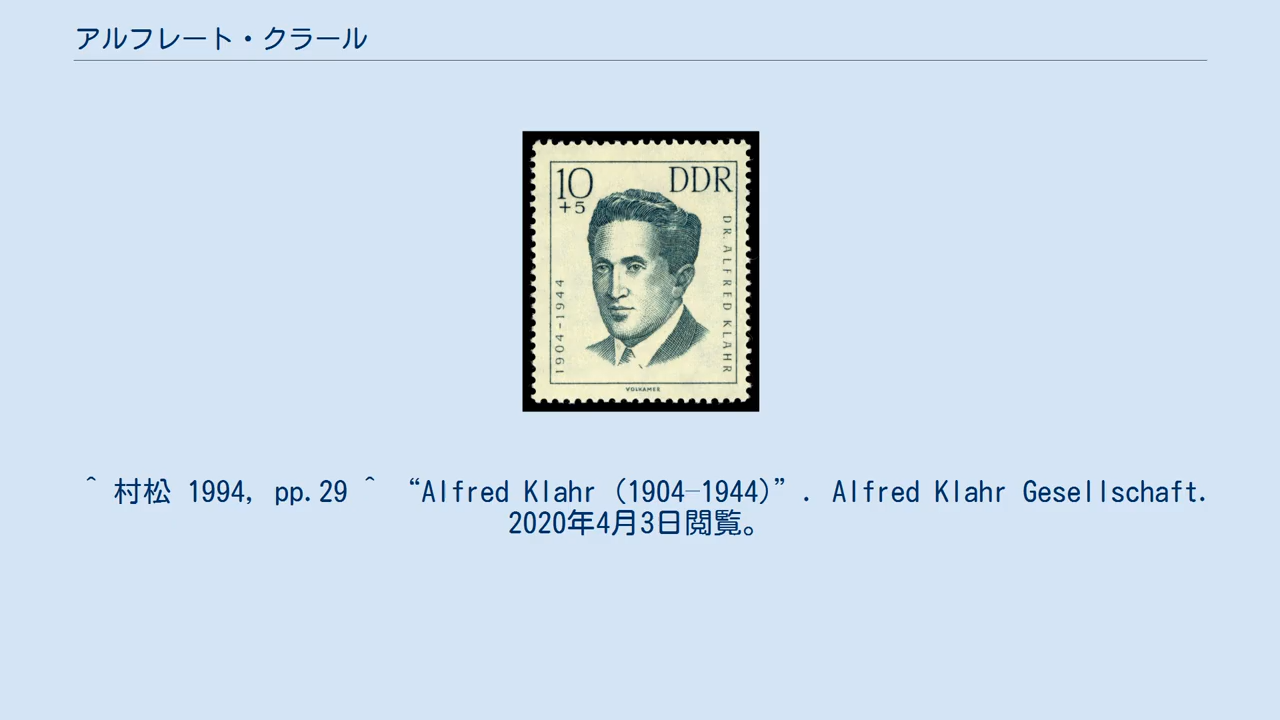 アルフレート・クラール
10
+5
DDR
DR. ALFRED KLAHR
1904-1944
VOLKAMER
^ 村松 1994, pp.29 ^ “Alfred Klahr (1904–1944)”. Alfred Klahr Gesellschaft.
2020年4月3日閲覧。